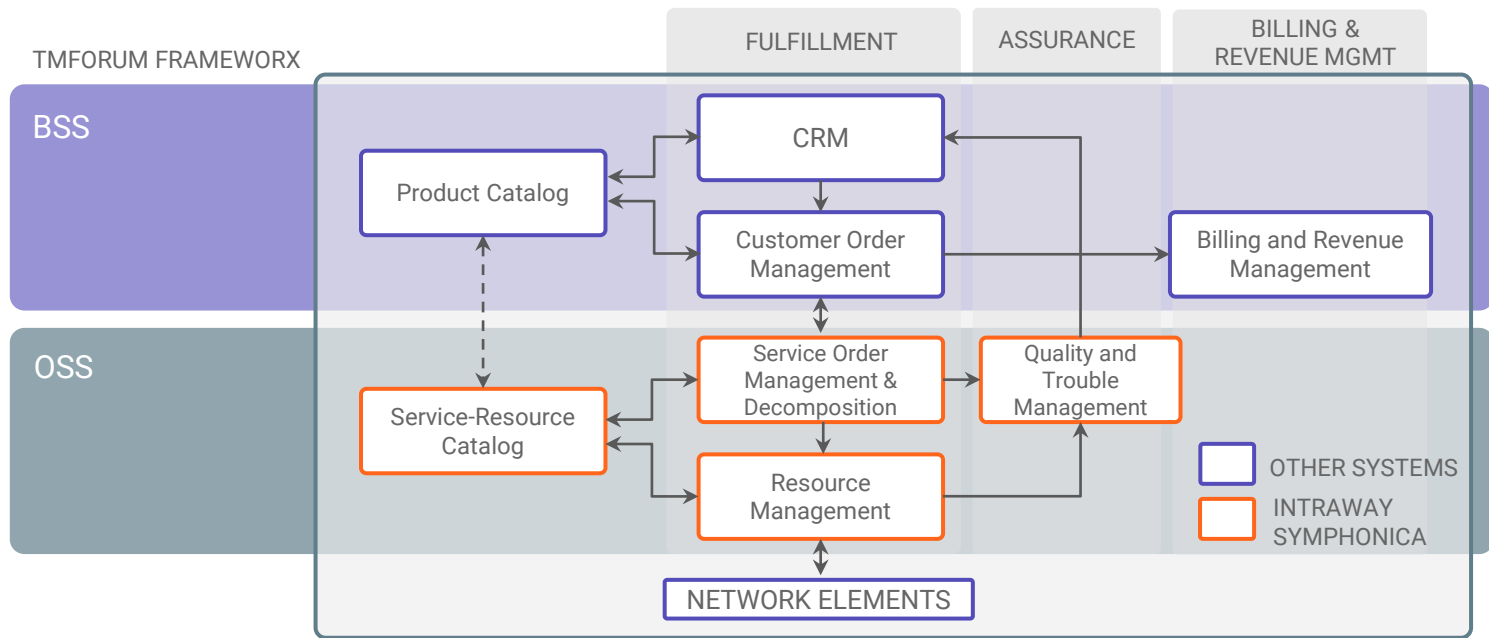 TMFORUM FRAMEWORX
FULFILLMENT
ASSURANCE
BILLING &
REVENUE MGMT
BSS
CRM
Product Catalog
Customer Order
Management
Billing and Revenue
Management
OSS
Service Order
Management &
Decomposition
Quality and
Trouble
Management
Service-Resource
Catalog
Resource
Management
OTHER SYSTEMS
INTRAWAY
SYMPHONICA
NETWORK ELEMENTS